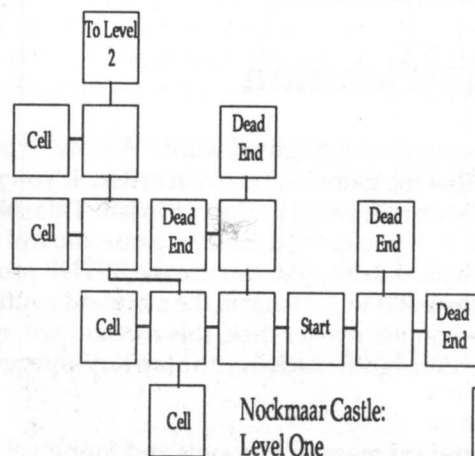 To Level
2
Cell
Dead
End
Cell
Dead
End
Dead
End
Cell
Start
Dead
End
Cell
Nockmaar Castle:
Level One